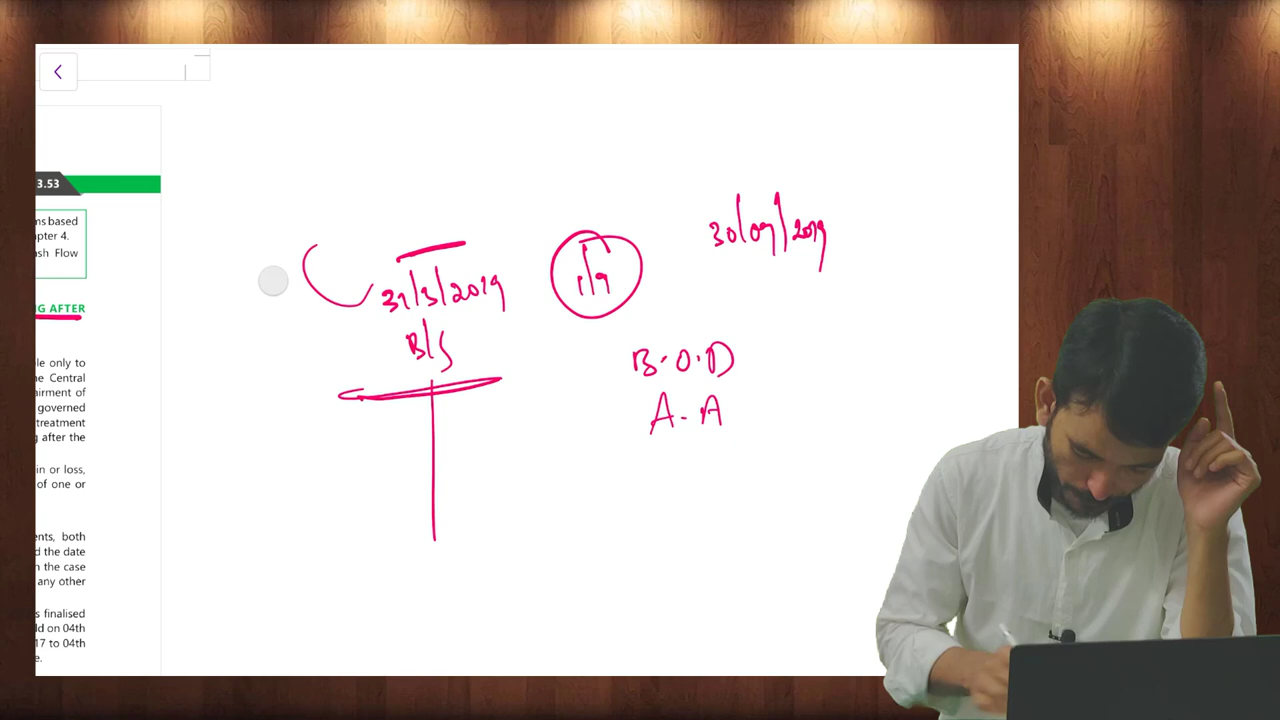 3.53
ms based
pter 4.
ash Flow
G AFTER
le only to
he Central
airment of
governed
treatment
g after the
in or loss,
of one or
ents, both
d the date
n the case
any other
s finalised
ld on 04th
17 to 04th
e.
31/3/2019
B/S
1/9
30/09/2019
B.O.D
A.A